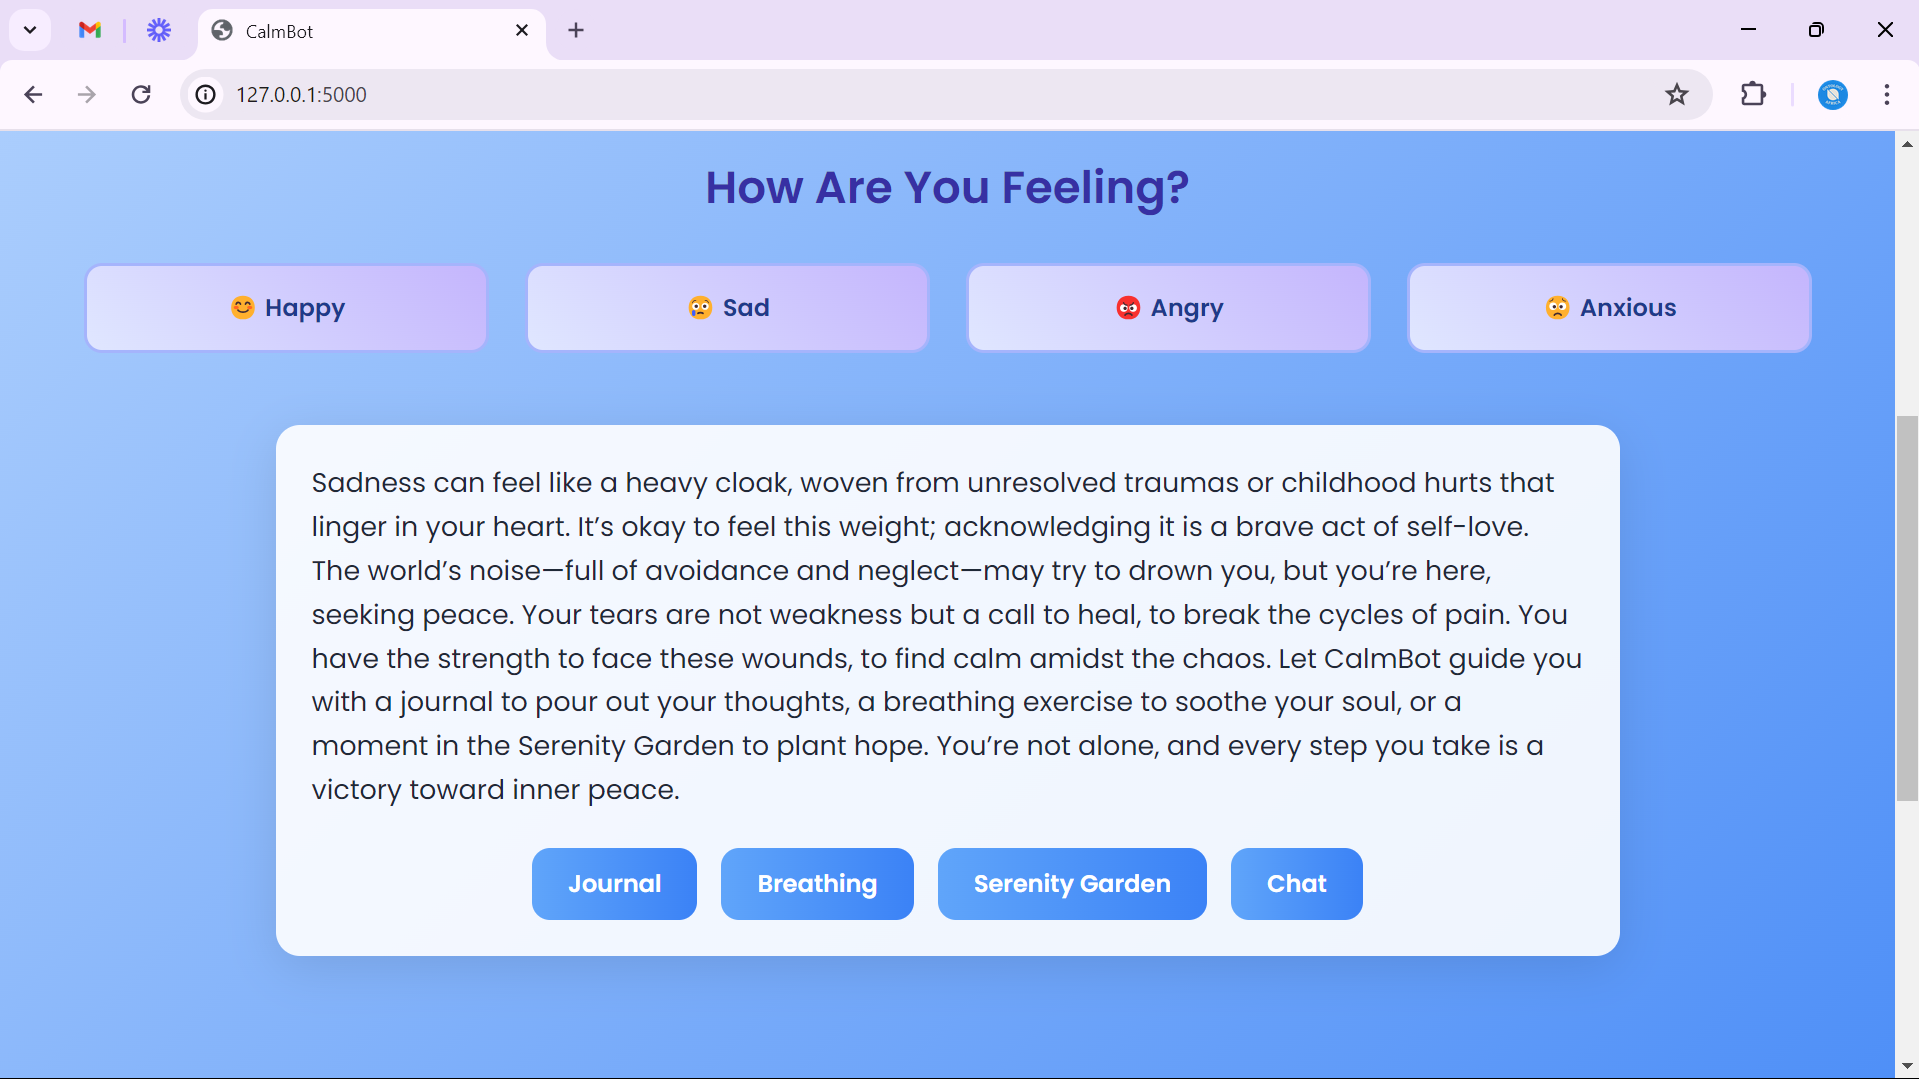 CalmBot
127.0.0.1:5000
How Are You Feeling?
😊 Happy
😢 Sad
😡 Angry
😟 Anxious
Sadness can feel like a heavy cloak, woven from unresolved traumas or childhood hurts that
linger in your heart. It’s okay to feel this weight; acknowledging it is a brave act of self-love.
The world’s noise—full of avoidance and neglect—may try to drown you, but you’re here,
seeking peace. Your tears are not weakness but a call to heal, to break the cycles of pain. You
have the strength to face these wounds, to find calm amidst the chaos. Let CalmBot guide you
with a journal to pour out your thoughts, a breathing exercise to soothe your soul, or a
moment in the Serenity Garden to plant hope. You’re not alone, and every step you take is a
victory toward inner peace.
Journal
Breathing
Serenity Garden
Chat